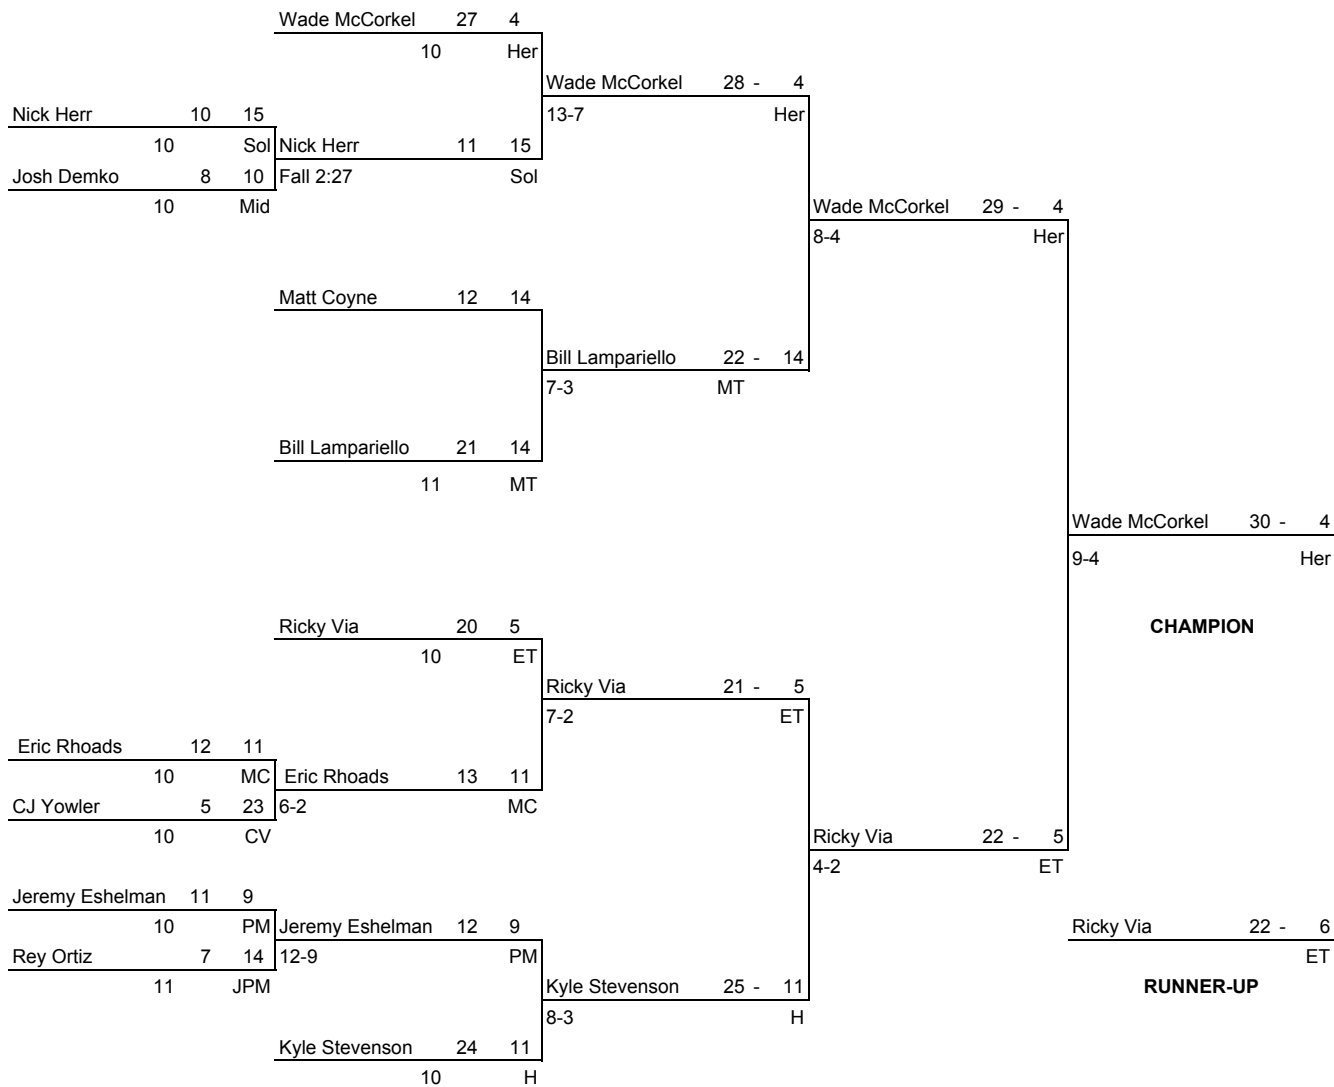 Wade McCorkel 27 4
10 Her
Wade McCorkel 28 - 4
Nick Herr 10 15
13-7 Her
10 Sol
Nick Herr 11 15
Josh Demko 8 10
Fall 2:27 Sol
10 Mid
Wade McCorkel 29 - 4
8-4 Her
Matt Coyne 12 14
Bill Lampariello 22 - 14
7-3 MT
Bill Lampariello 21 14
11 MT
Wade McCorkel 30 - 4
9-4 Her
Ricky Via 20 5
CHAMPION
10 ET
Ricky Via 21 - 5
7-2 ET
Eric Rhoads 12 11
10 MC
Eric Rhoads 13 11
CJ Yowler 5 23
6-2 MC
10 CV
Ricky Via 22 - 5
4-2 ET
Jeremy Eshelman 11 9
10 PM
Jeremy Eshelman 12 9
Ricky Via 22 - 6
Rey Ortiz 7 14
12-9 PM
ET
11 JPM
Kyle Stevenson 25 - 11
RUNNER-UP
8-3 H
Kyle Stevenson 24 11
10 H